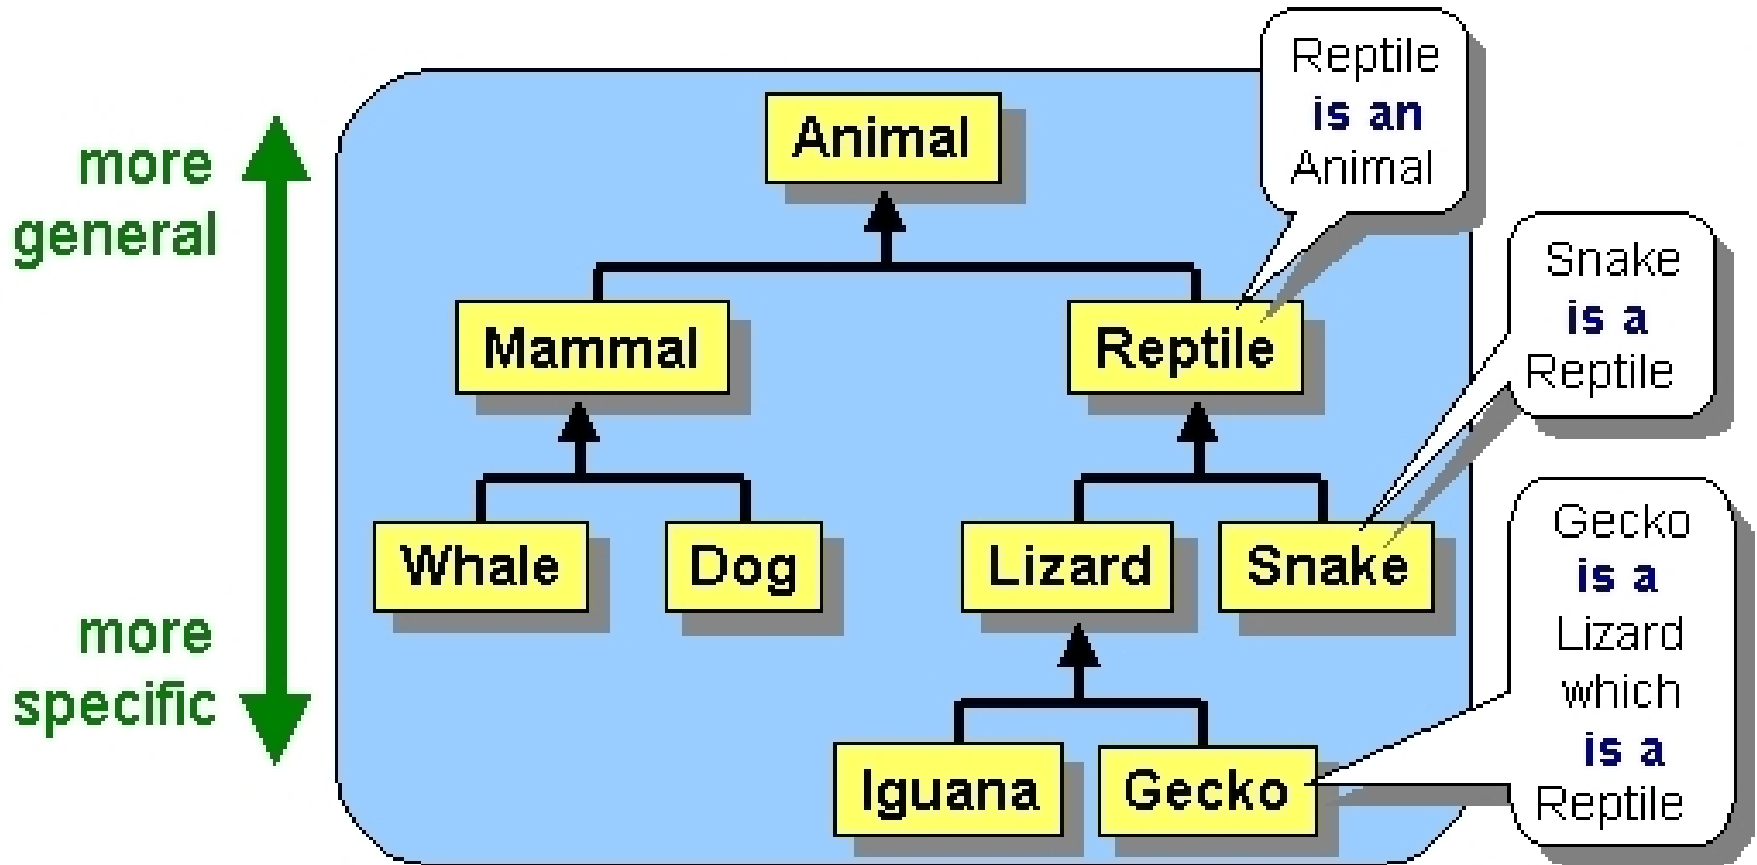 more
general
more
specific
Animal
Mammal
Reptile
Whale
Dog
Lizard
Snake
Iguana
Gecko
Reptile
is an
Animal
Snake
is a
Reptile
Gecko
is a
Lizard
which
is a
Reptile